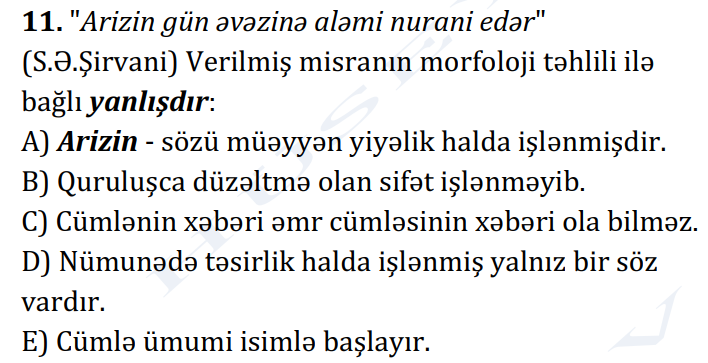 11. "Arizin gün əvəzinə aləmi nurani edər"
(S.Ə.Şirvani) Verilmiş misranın morfoloji təhlili ilə
bağlı yanlışdır:
A) Arizin - sözü müəyyən yiyəlik halda işlənmişdir.
B) Quruluşca düzəltmə olan sifət işlənməyib.
C) Cümlənin xəbəri əmr cümləsinin xəbəri ola bilməz.
D) Nümunədə təsirlik halda işlənmiş yalnız bir söz
vardır.
E) Cümlə ümumi isimlə başlayır.